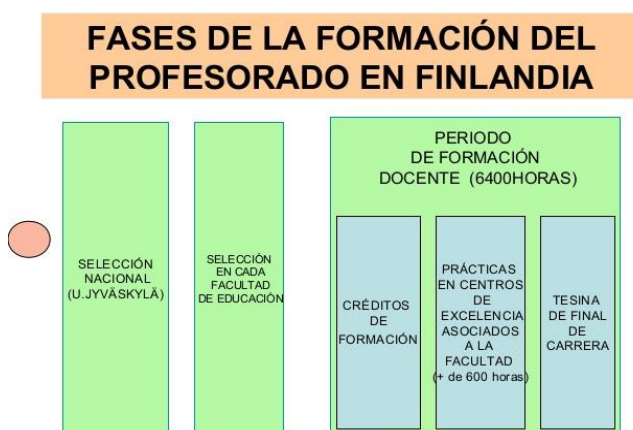 FASES DE LA FORMACIÓN DEL
PROFESORADO EN FINLANDIA
SELECCIÓN
NACIONAL
(U.JYVÄSKYLÄ)
SELECCIÓN
EN CADA
FACULTAD
DE EDUCACIÓN
PERIODO
DE FORMACIÓN
DOCENTE (6400HORAS)
CRÉDITOS
DE
FORMACIÓN
PRÁCTICAS
EN CENTROS
DE
EXCELENCIA
ASOCIADOS
A LA
FACULTAD
(+ de 600 horas)
TESINA
DE FINAL
DE
CARRERA